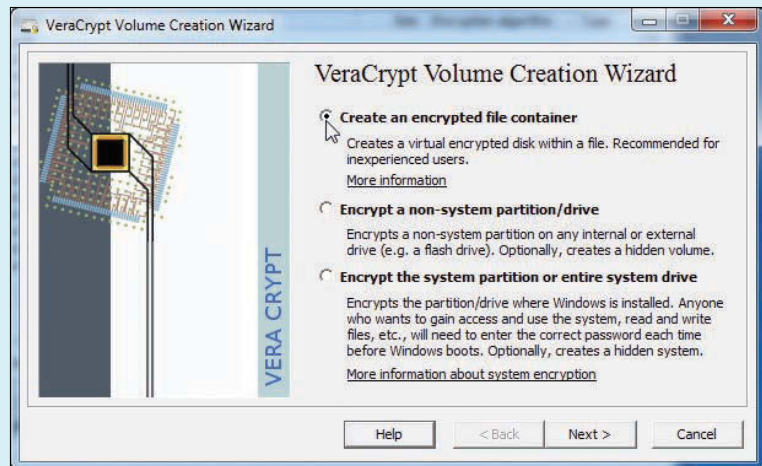 VeraCrypt Volume Creation Wizard
VeraCrypt Volume Creation Wizard
Create an encrypted file container
Creates a virtual encrypted disk within a file. Recommended for
inexperienced users.
More information
Encrypt a non-system partition/drive
Encrypts a non-system partition on any internal or external
drive (e.g. a flash drive). Optionally, creates a hidden volume.
Encrypt the system partition or entire system drive
Encrypts the partition/drive where Windows is installed. Anyone
who wants to gain access and use the system, read and write
files, etc., will need to enter the correct password each time
before Windows boots. Optionally, creates a hidden system.
More information about system encryption
VERA CRYPT
Help
< Back
Next >
Cancel